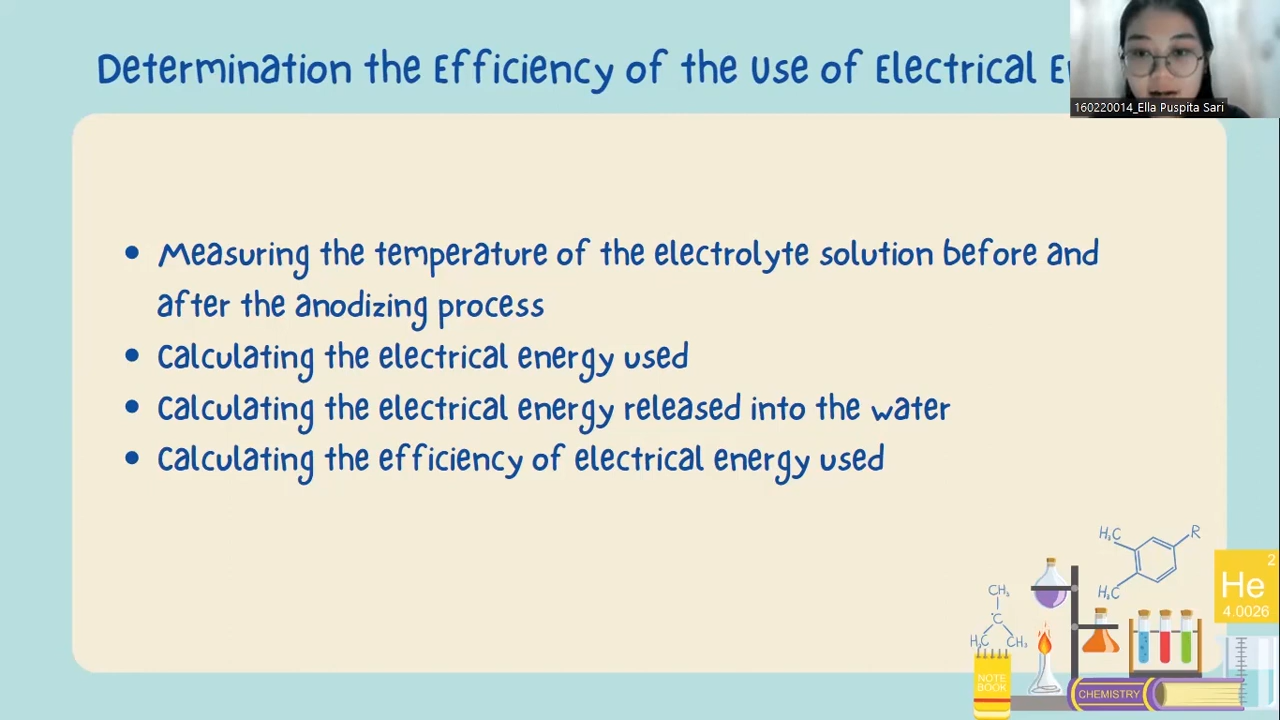 Determination the Efficiency of the Use of Electrical
160220014_Ella Puspita Sari
• Measuring the temperature of the electrolyte solution before and
after the anodizing process
• Calculating the electrical energy used
• Calculating the electrical energy released into the water
• Calculating the efficiency of electrical energy used
H₃C
R
H₃C
CH₃
C
H₃C
CH₃
2
He
4.0026
NOTE
BOOK
CHEMISTRY